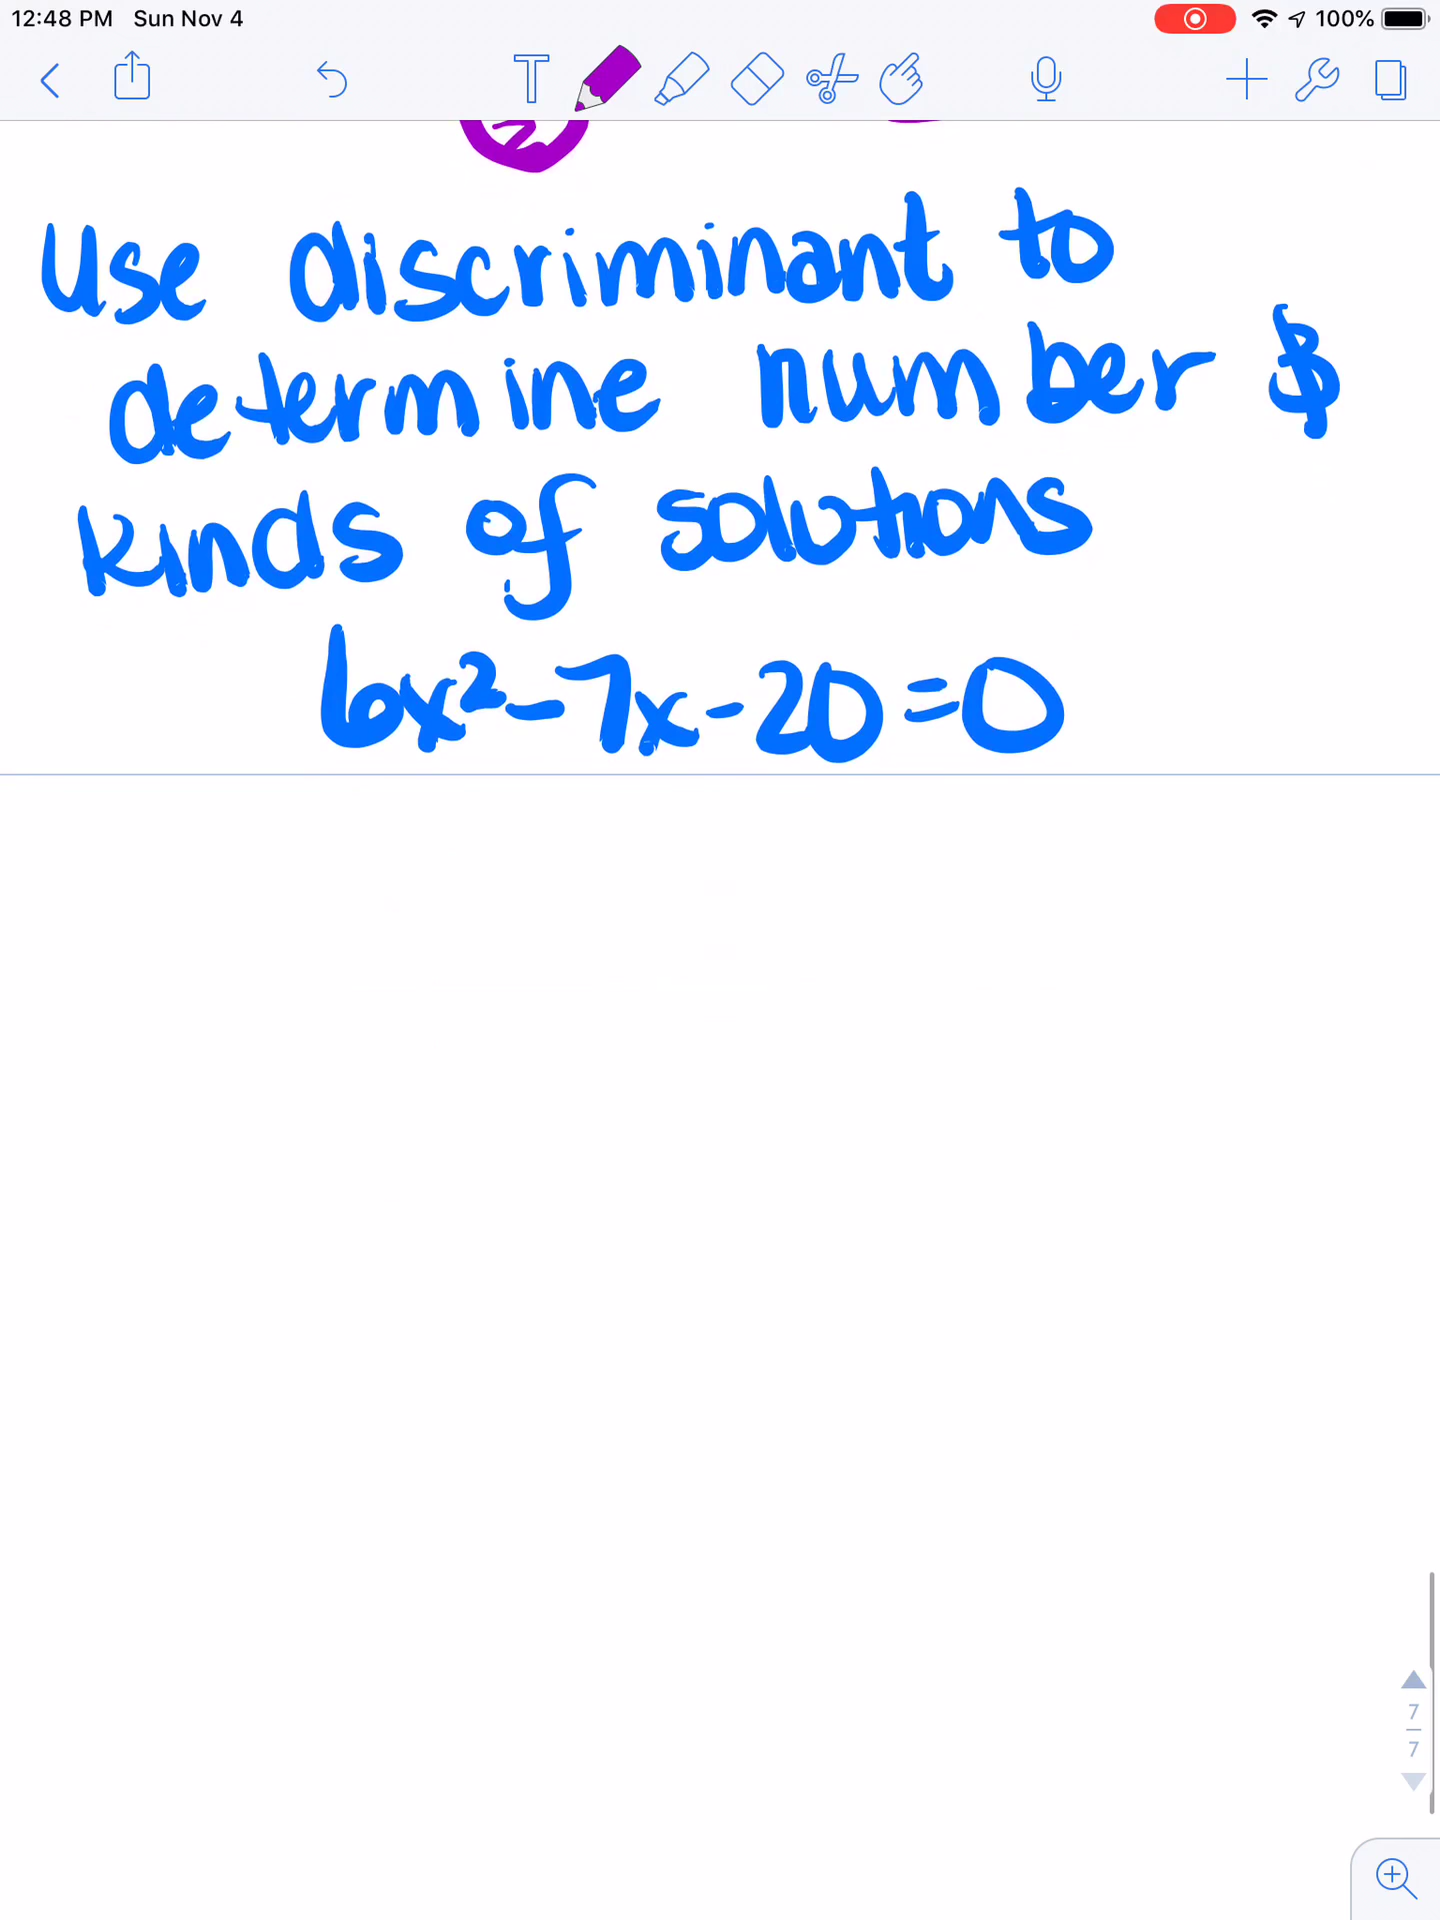 12:48 PM Sun Nov 4 100%
T
use discriminant to
determine number &
kinds of solutions
6x²-7x-20=0
7
7